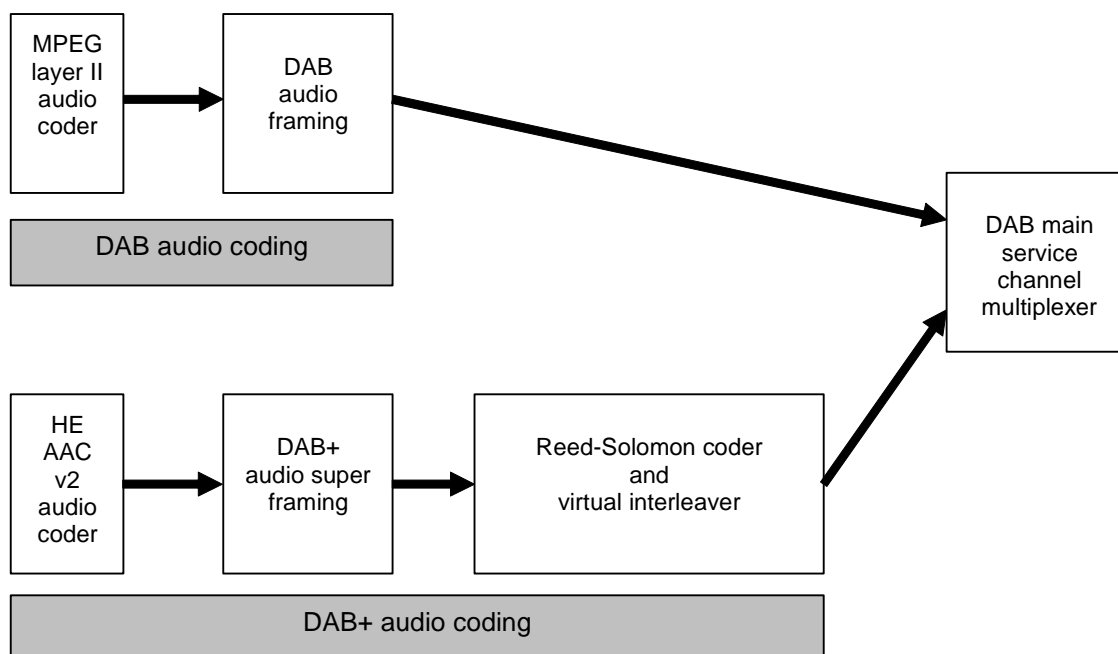 MPEG
layer II
audio
coder
DAB
audio
framing
DAB audio coding
DAB main
service
channel
multiplexer
HE
AAC
v2
audio
coder
DAB+
audio super
framing
Reed-Solomon coder
and
virtual interleaver
DAB+ audio coding